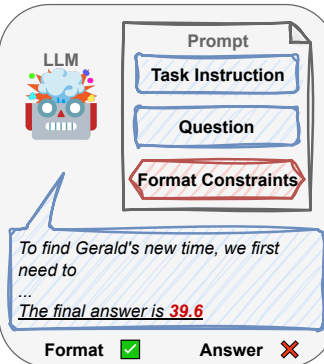 Prompt
LLM
Task Instruction
Question
Format Constraints
To find Gerald's new time, we first
need to
...
The final answer is 39.6
Format Answer